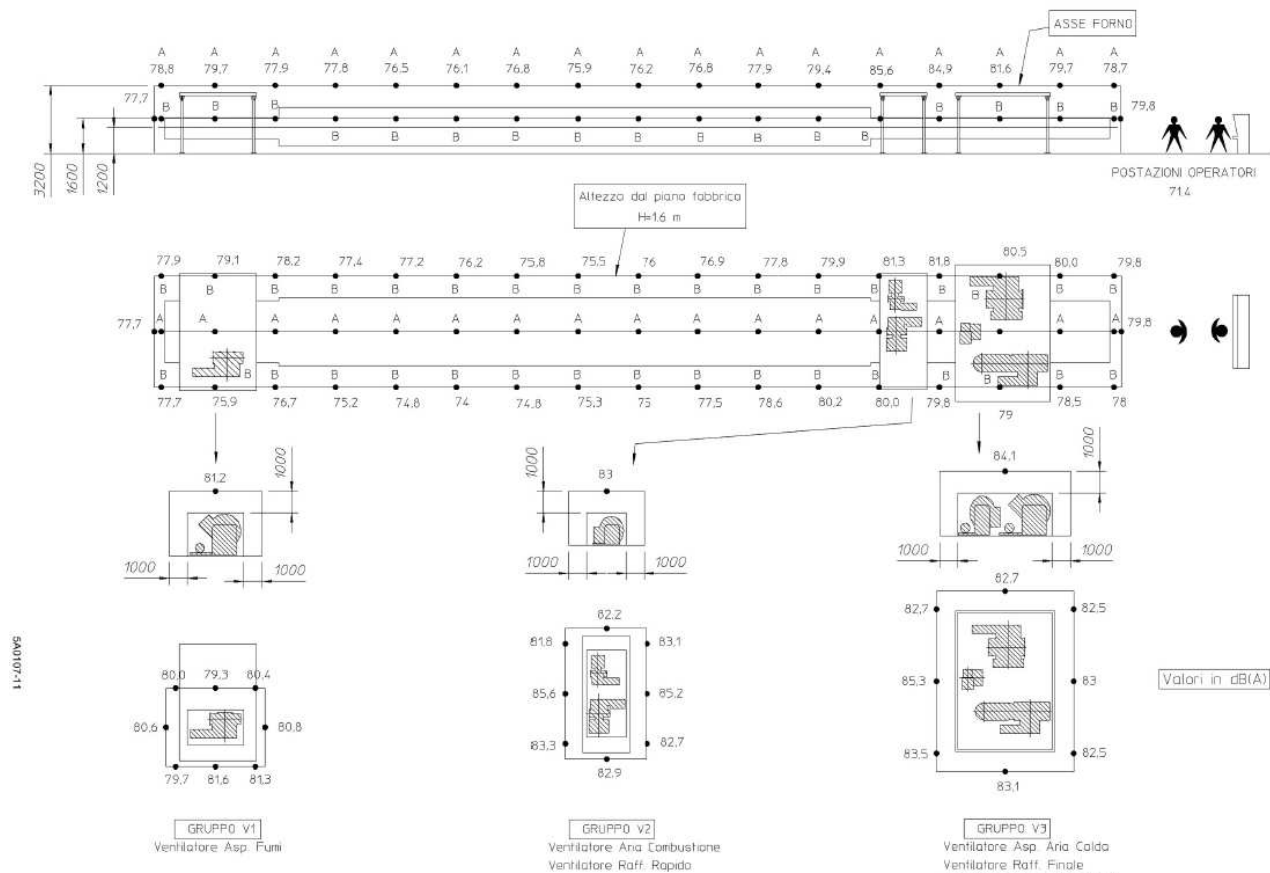 ASSE FORNO
A A A A A A A A A A A A A A A A A
78,8 79,7 77,9 77,8 76,5 76,1 76,8 75,9 76,2 76,8 77,9 79,4 85,6 84,9 81,6 79,7 78,7
77,7 B B B B B B B 79,8
B B B B B B B B B B
3200 1600 1200
POSTAZIONI OPERATORI
71.4
Altezza dal piano fabbrica
H=1.6 m
77,9 79,1 78,2 77,4 77,2 76,2 75,8 75,5 76 76,9 77,8 79,9 81,3 81,8 80,5 80,0 79,8
B B B B B B B B B B B B B B B B B
77,7 A A A A A A A A A A A A A A A A 79,8
B B B B B B B B B B B B B B B B B
77,7 75,9 76,7 75,2 74,8 74 74,8 75,3 75 77,5 78,6 80,2 80,0 79,8 79 78,5 78
81,2 1000 1000 83 84,1 1000
1000 1000 1000 1000 1000 1000
80,0 79,3 80,4
80,6 80,8
79,7 81,6 81,3
82,2
81,8 83,1
85,6 85,2
83,3 82,7
82,9
82.7
82,7 82,5
85,3 83
83,5 82,5
83,1
Valori in dB(A)
5A0107-11
GRUPPO V1
Ventilatore Asp. Fumi
GRUPPO V2
Ventilatore Aria Combustione
Ventilatore Raff. Rapido
GRUPPO V3
Ventilatore Asp. Aria Calda
Ventilatore Raff. Finale